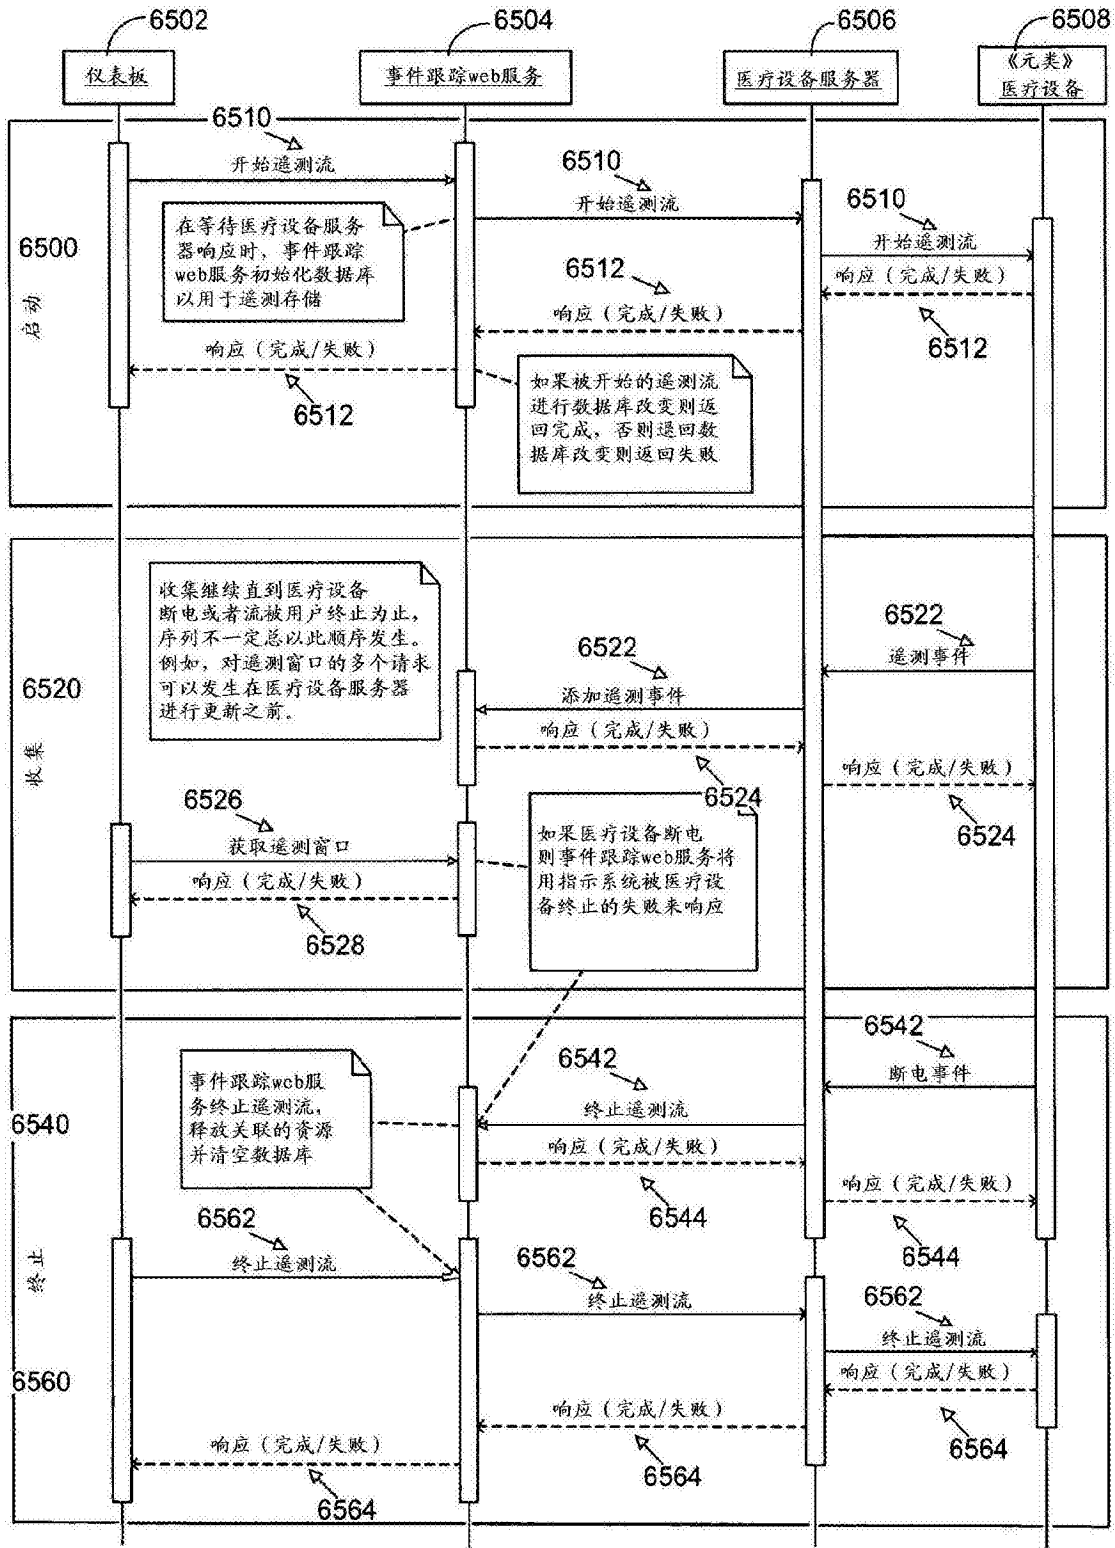 6502
6504
6506
6508
仪表板
事件跟踪web服务
医疗设备服务器
《元类》
医疗设备
6510
开始遥测流
6510
开始遥测流
6510
开始遥测流
6500
启动
在等待医疗设备服务
器响应时，事件跟踪
web服务初始化数据库
以用于遥测存储
响应（完成/失败）
6512
6512
响应（完成/失败）
响应（完成/失败）
6512
如果被开始的遥测流
进行数据库改变则返
回完成，否则退回数
据库改变则返回失败
收集继续直到医疗设备
断电或者流被用户终止为止，
序列不一定总以此顺序发生。
例如，对遥测窗口的多个请求
可以发生在医疗设备服务器
进行更新之前。
6520
收集
6522
遥测事件
6522
添加遥测事件
响应（完成/失败）
6524
响应（完成/失败）
6524
6526
获取遥测窗口
响应（完成/失败）
6528
如果医疗设备断电
则事件跟踪web服务将
用指示系统被医疗设
备终止的失败来响应
6542
断电事件
6542
终止遥测流
响应（完成/失败）
6544
响应（完成/失败）
6544
事件跟踪web服
务终止遥测流，
释放关联的资源
并清空数据库
6540
终止
6560
6562
终止遥测流
6562
终止遥测流
6562
终止遥测流
响应（完成/失败）
6564
响应（完成/失败）
6564
响应（完成/失败）
6564